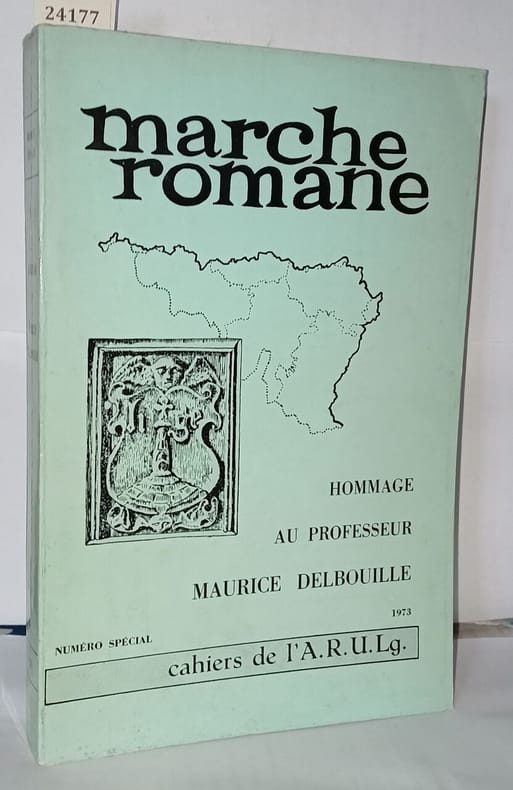 24177
marche
romane
HOMMAGE
AU PROFESSEUR
MAURICE DELBOUILLE
1973
NUMÉRO SPÉCIAL
cahiers de l'A.R.U.Lg.